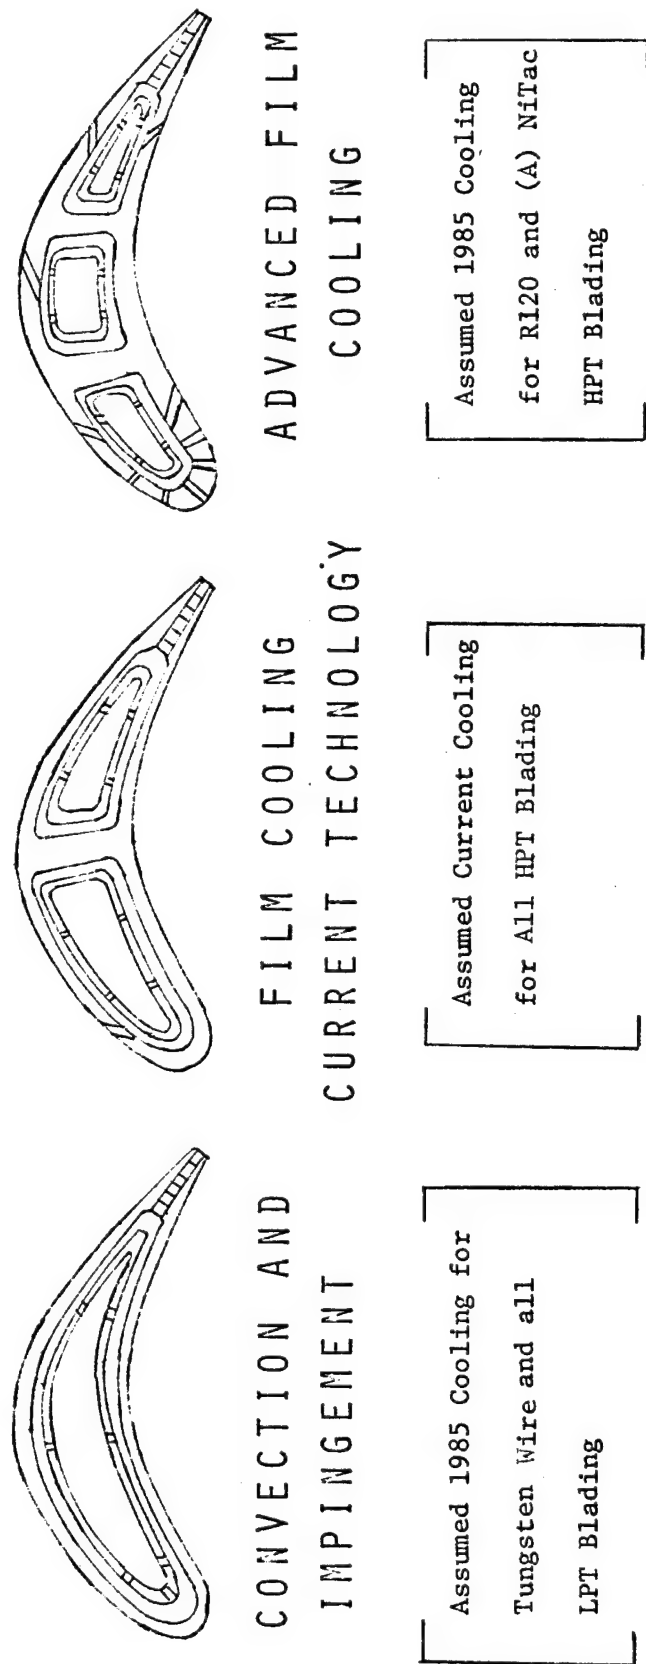 CONVECTION AND
IMPINGEMENT
Assumed 1985 Cooling for
Tungsten Wire and all
LPT Blading
FILM COOLING
CURRENT TECHNOLOGY
Assumed Current Cooling
for All HPT Blading
ADVANCED FILM
COOLING
Assumed 1985 Cooling
for R120 and (A) NiTac
HPT Blading